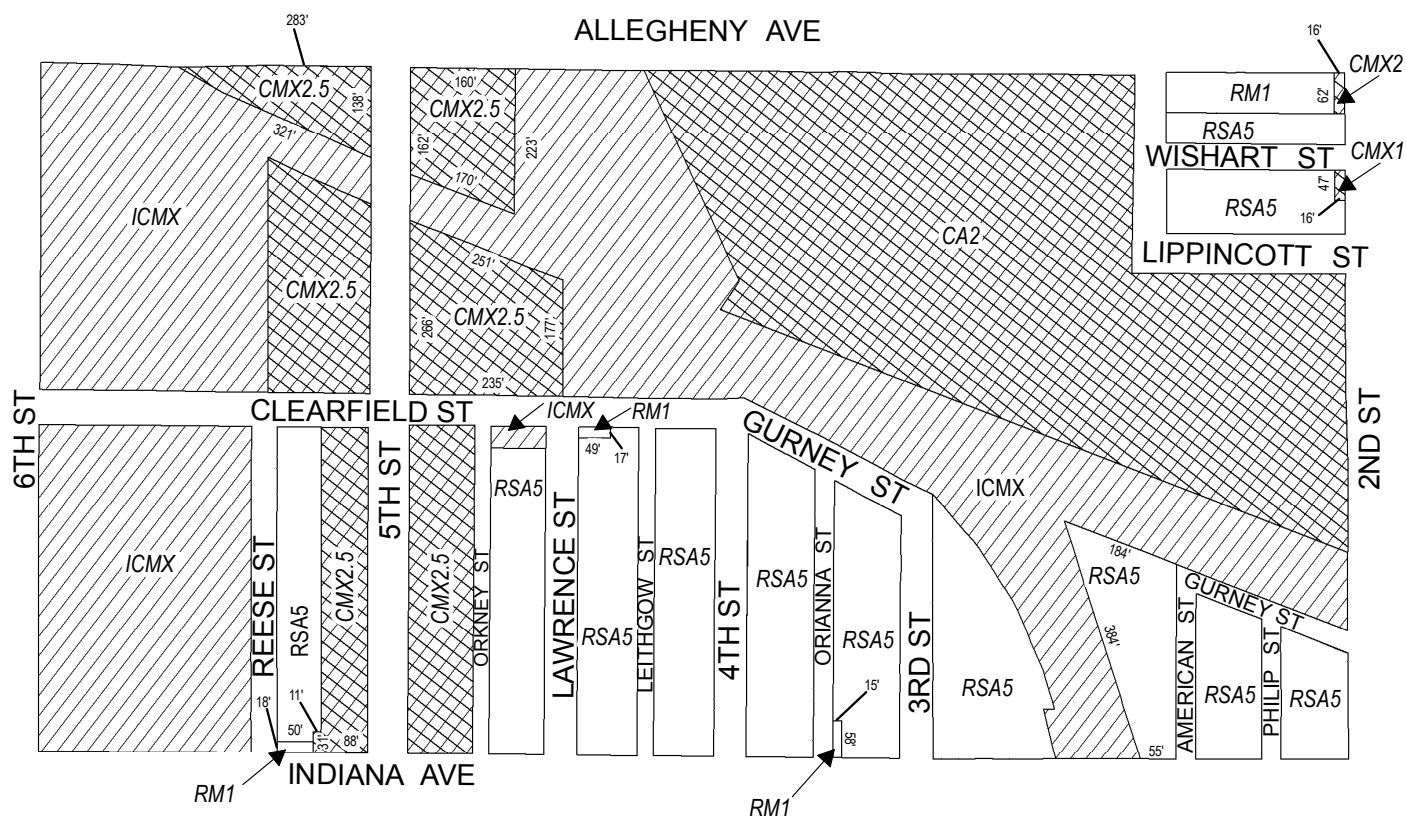 283'
ALLEGHENY AVE
16'
CMX2
CMX2.5
138'
160'
CMX2.5
RM1
62'
321'
162'
223'
RSA5
WISHART ST
CMX1
170'
47'
ICMX
RSA5
16'
CA2
LIPPINCOTT ST
251'
CMX2.5
CMX2.5
266'
177'
235'
6TH ST
CLEARFIELD ST
ICMX
RM1
GURNEY ST
2ND ST
49'
17'
5TH ST
RSA5
ICMX
ICMX
REESE ST
RSA5
CMX2.5
CMX2.5
ORKNEY ST
LAWRENCE ST
RSA5
LEITHGOW ST
RSA5
4TH ST
RSA5
ORIANNA ST
RSA5
3RD ST
RSA5
184'
RSA5
384'
GURNEY ST
AMERICAN ST
RSA5
PHILIP ST
RSA5
18'
11'
50'
31'
88'
15'
58'
55'
INDIANA AVE
RM1
RM1